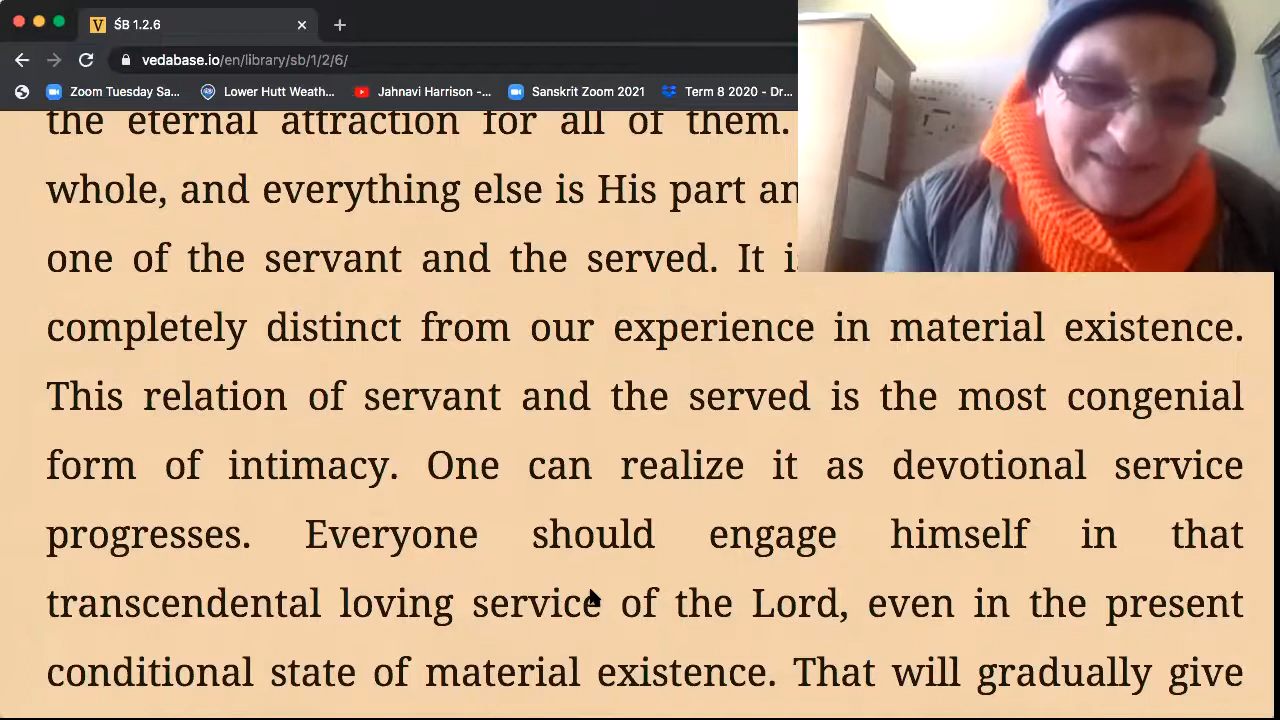 ŚB 1.2.6
vedabase.io/en/library/sb/1/2/6/
Zoom Tuesday Sa... Lower Hutt Weath... Jahnavi Harrison -... Sanskrit Zoom 2021 Term 8 2020 - Dr...
the eternal attraction for all of them.
whole, and everything else is His part an
one of the servant and the served. It
completely distinct from our experience in material existence.
This relation of servant and the served is the most congenial
form of intimacy. One can realize it as devotional service
progresses. Everyone should engage himself in that
transcendental loving service of the Lord, even in the present
conditional state of material existence. That will gradually give